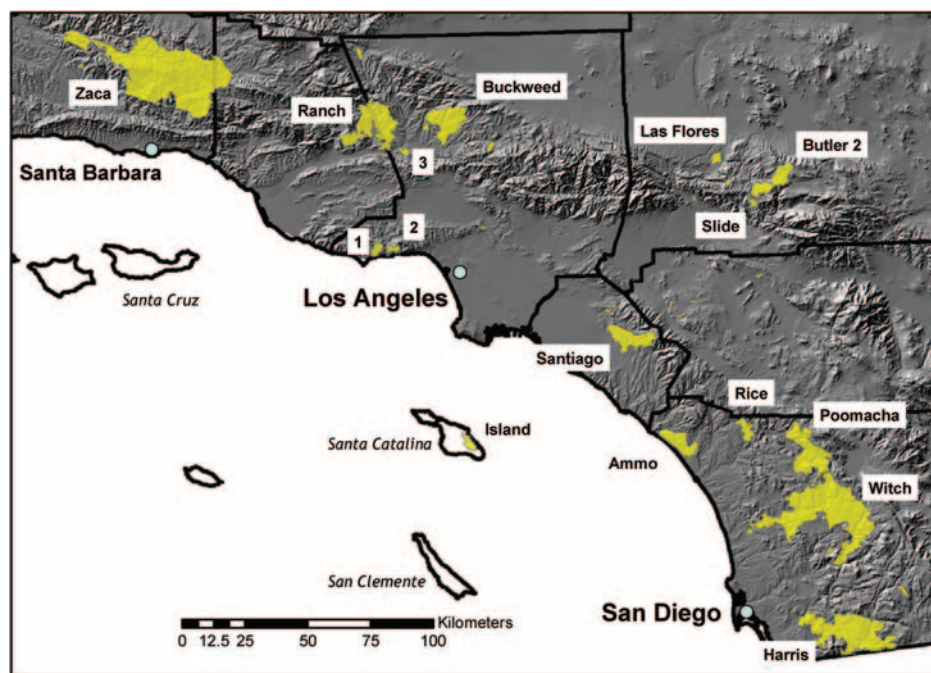 Zaca
Buckweed
Ranch
Las Flores
Butler 2
3
Santa Barbara
Slide
2
1
Santa Cruz
Los Angeles
Santiago
Rice
Poomacha
Island
Santa Catalina
Ammo
Witch
San Clemente
San Diego
Kilometers
0 12.5 25 50 75 100
Harris